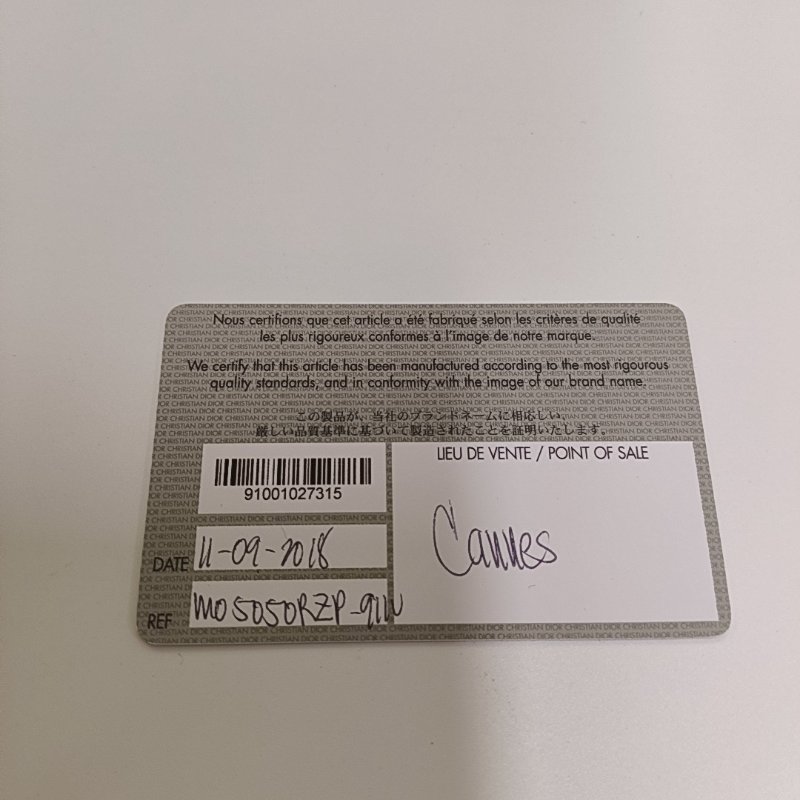 Nous certifions que cet article a été fabriqué selon les critères de qualité
les plus rigoureux conformes à l'image de notre marque.
We certify that this article has been manufactured according to the most rigourous
quality standards, and in conformity with the image of our brand name.
この製品が、当社のブランドネームに相応しい、
厳しい品質基準に基づいて製造されたことを証明いたします。
91001027315
LIEU DE VENTE / POINT OF SALE
Cannes
DATE 11-09-2018
REF M05050RZP_911U